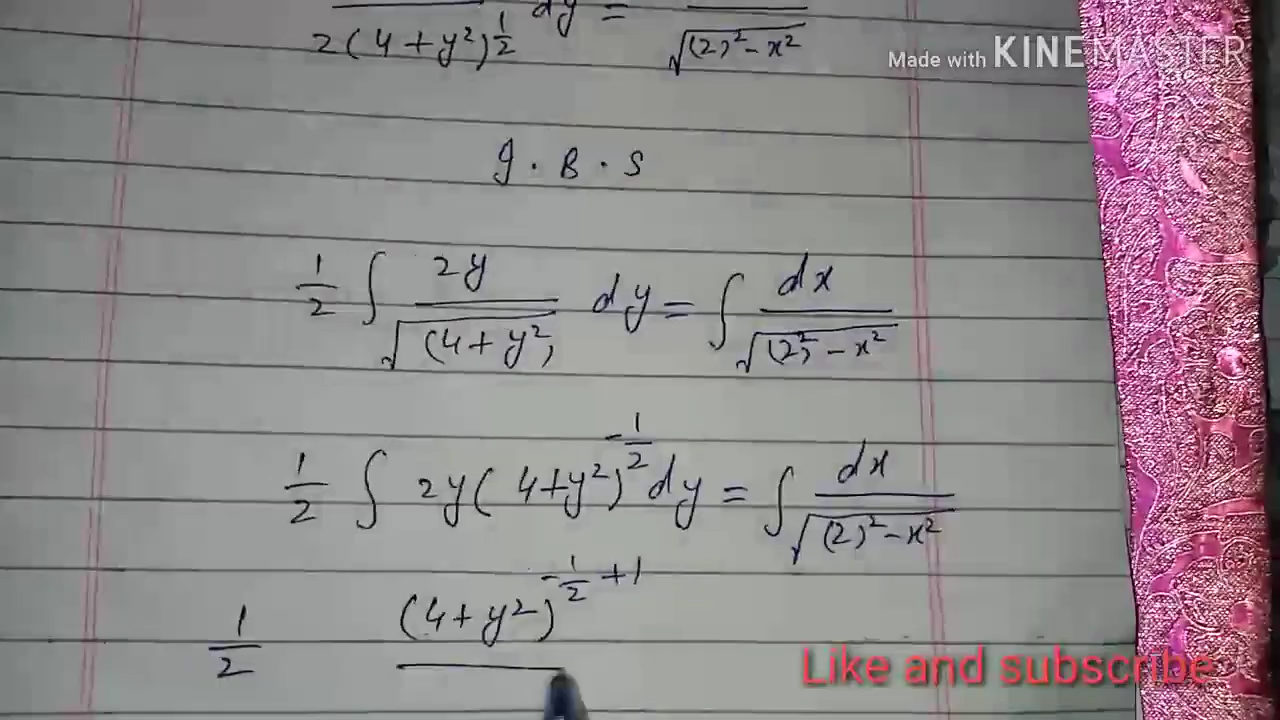 2(4+y²)^½ dy = √(2)²-x²
Made with KINEMASTER
I.B.S
1/2 ∫ 2y/√(4+y²) dy = ∫ dx/√(2)²-x²
1/2 ∫ 2y(4+y²)^-1/2 dy = ∫ dx/√(2)²-x²
1/2 (4+y²)^-1/2+1
Like and subscribe